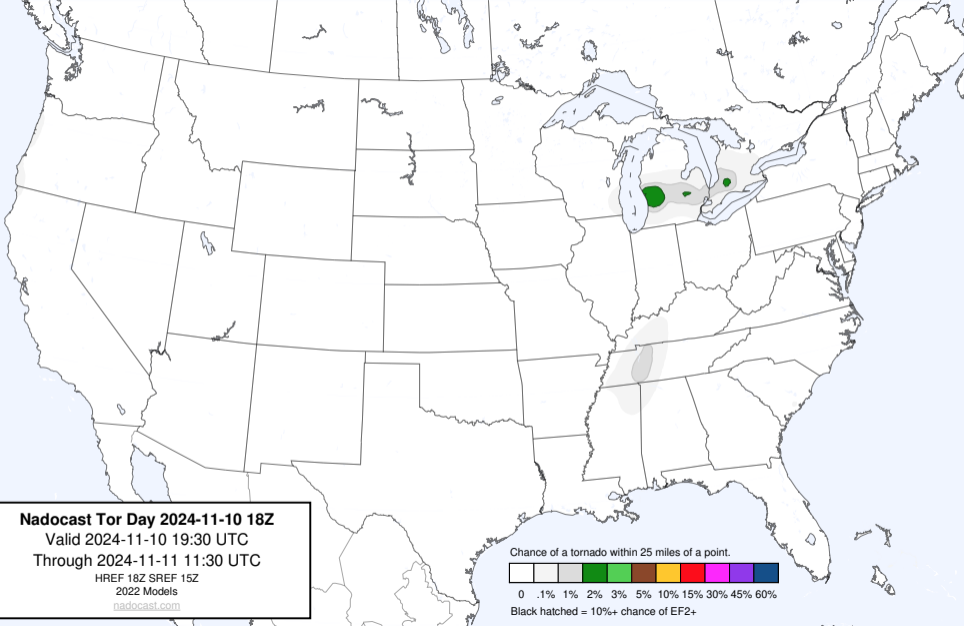 Nadocast Tor Day 2024-11-10 18Z
Valid 2024-11-10 19:30 UTC
Through 2024-11-11 11:30 UTC
HREF 18Z SREF 15Z
2022 Models
nadocast.com
Chance of a tornado within 25 miles of a point.
0 .1% 1% 2% 3% 5% 10% 15% 30% 45% 60%
Black hatched = 10%+ chance of EF2+